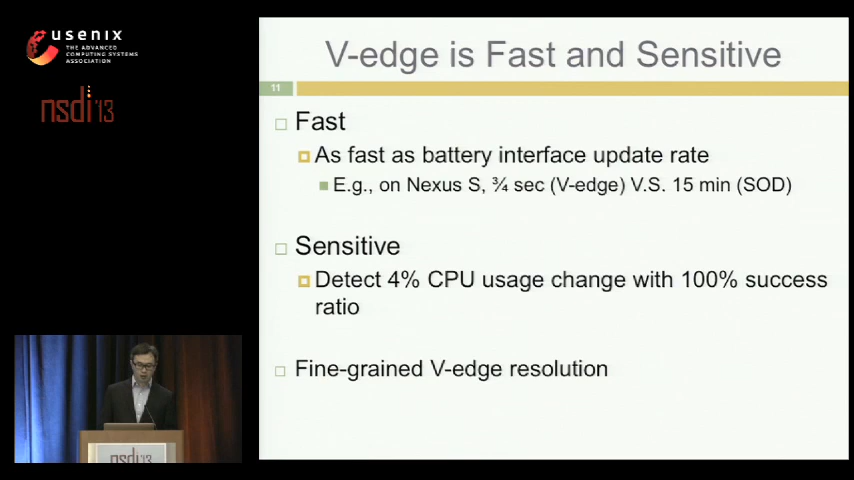 usenix
THE ADVANCED
COMPUTING SYSTEMS
ASSOCIATION
nsdi '13
V-edge is Fast and Sensitive
11
Fast
As fast as battery interface update rate
E.g., on Nexus S, ¾ sec (V-edge) V.S. 15 min (SOD)
Sensitive
Detect 4% CPU usage change with 100% success
ratio
Fine-grained V-edge resolution
nsdi '13